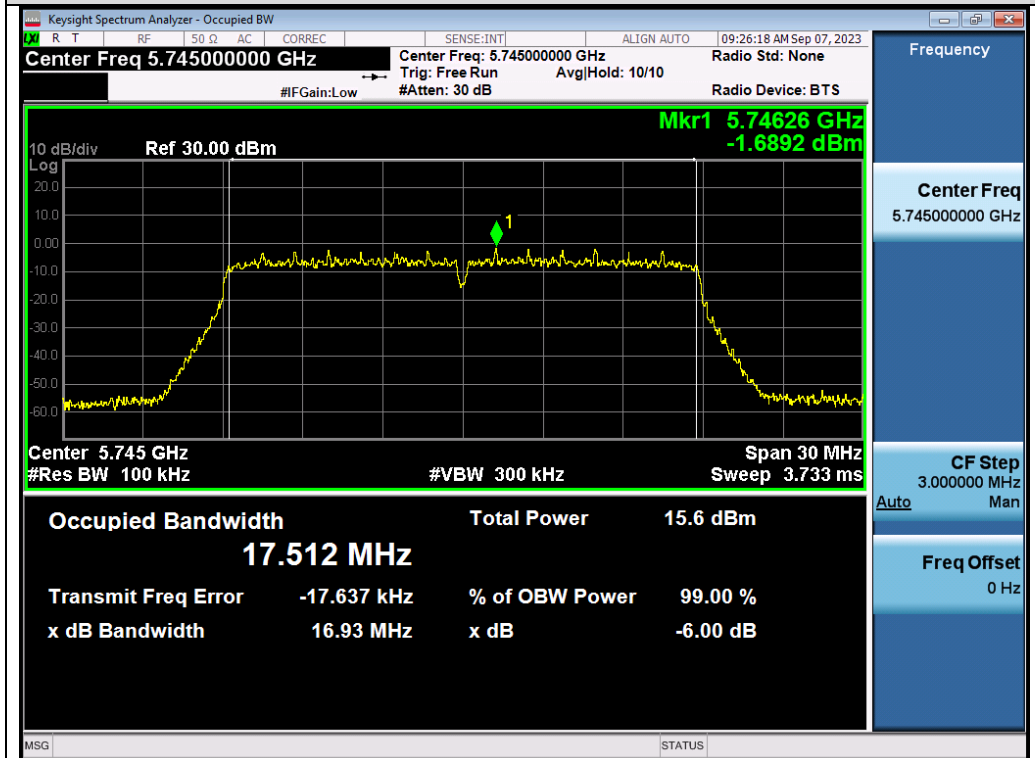 Keysight Spectrum Analyzer - Occupied BW
LXI R T RF 50 Ω AC CORREC SENSE:INT ALIGN AUTO 09:26:18 AM Sep 07, 2023
Center Freq 5.745000000 GHz
Center Freq: 5.745000000 GHz
Radio Std: None
Trig: Free Run Avg|Hold: 10/10
#IFGain:Low #Atten: 30 dB Radio Device: BTS
Mkr1 5.74626 GHz
-1.6892 dBm
10 dB/div Ref 30.00 dBm
Log
20.0
10.0
1
0.00
-10.0
-20.0
-30.0
-40.0
-50.0
-60.0
Center 5.745 GHz Span 30 MHz
#Res BW 100 kHz #VBW 300 kHz Sweep 3.733 ms
Occupied Bandwidth Total Power 15.6 dBm
17.512 MHz
Transmit Freq Error -17.637 kHz % of OBW Power 99.00 %
x dB Bandwidth 16.93 MHz x dB -6.00 dB
MSG STATUS
Frequency
Center Freq
5.745000000 GHz
CF Step
3.000000 MHz
Auto Man
Freq Offset
0 Hz